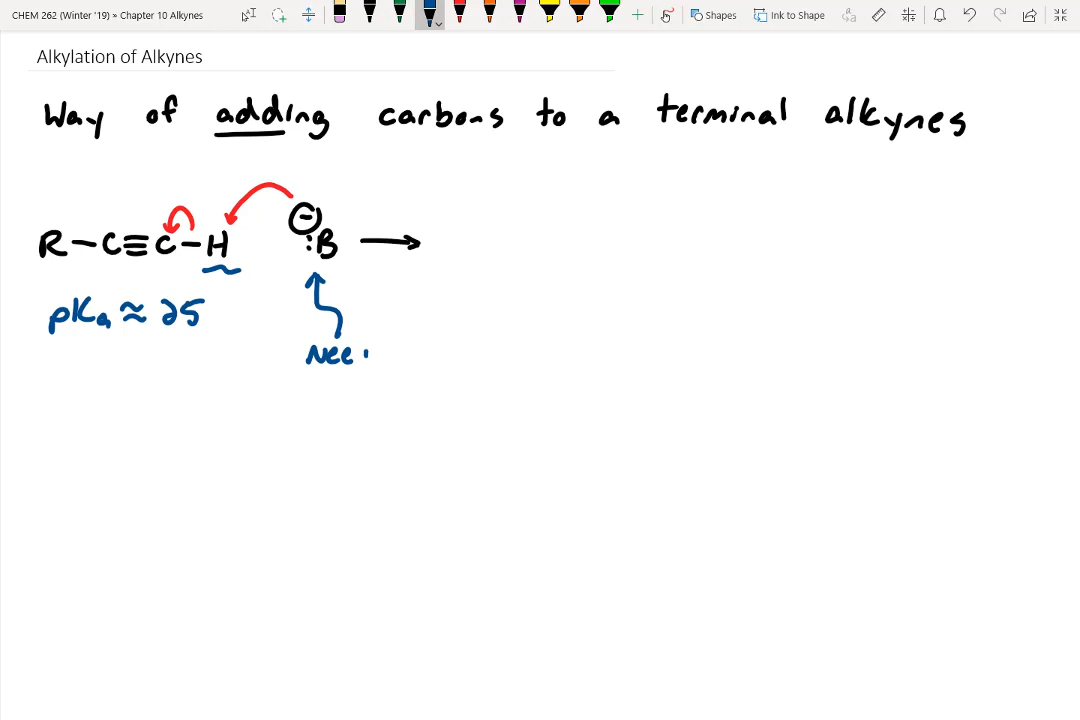 CHEM 262 (Winter '19) » Chapter 10 Alkynes
Shapes
Ink to Shape
Alkylation of Alkynes
Way of adding carbons to a terminal alkynes
R-C≡C-H ⊖:B →
pKa ≈ 25